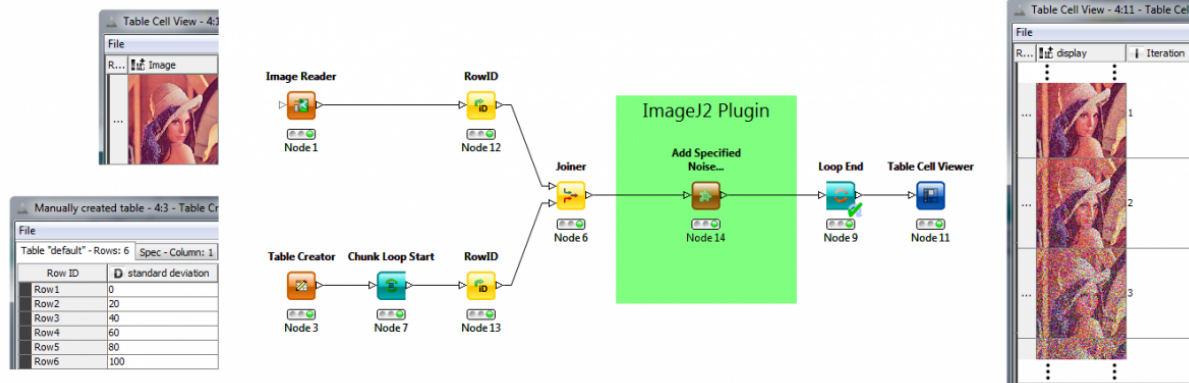 Table Cell View - 4:1
File
R... Image
...
Manually created table - 4:3 - Table Cr
File
Table "default" - Rows: 6 Spec - Column: 1
Row ID D standard deviation
Row1 0
Row2 20
Row3 40
Row4 60
Row5 80
Row6 100
Image Reader
Node 1
RowID
ID
Node 12
Table Creator
Node 3
Chunk Loop Start
Node 7
RowID
ID
Node 13
Joiner
Node 6
ImageJ2 Plugin
Add Specified
Noise...
Node 14
Loop End
Node 9
Table Cell Viewer
Node 11
Table Cell View - 4:11 - Table Cel
File
R... display i Iteration
... 1
... 2
... 3